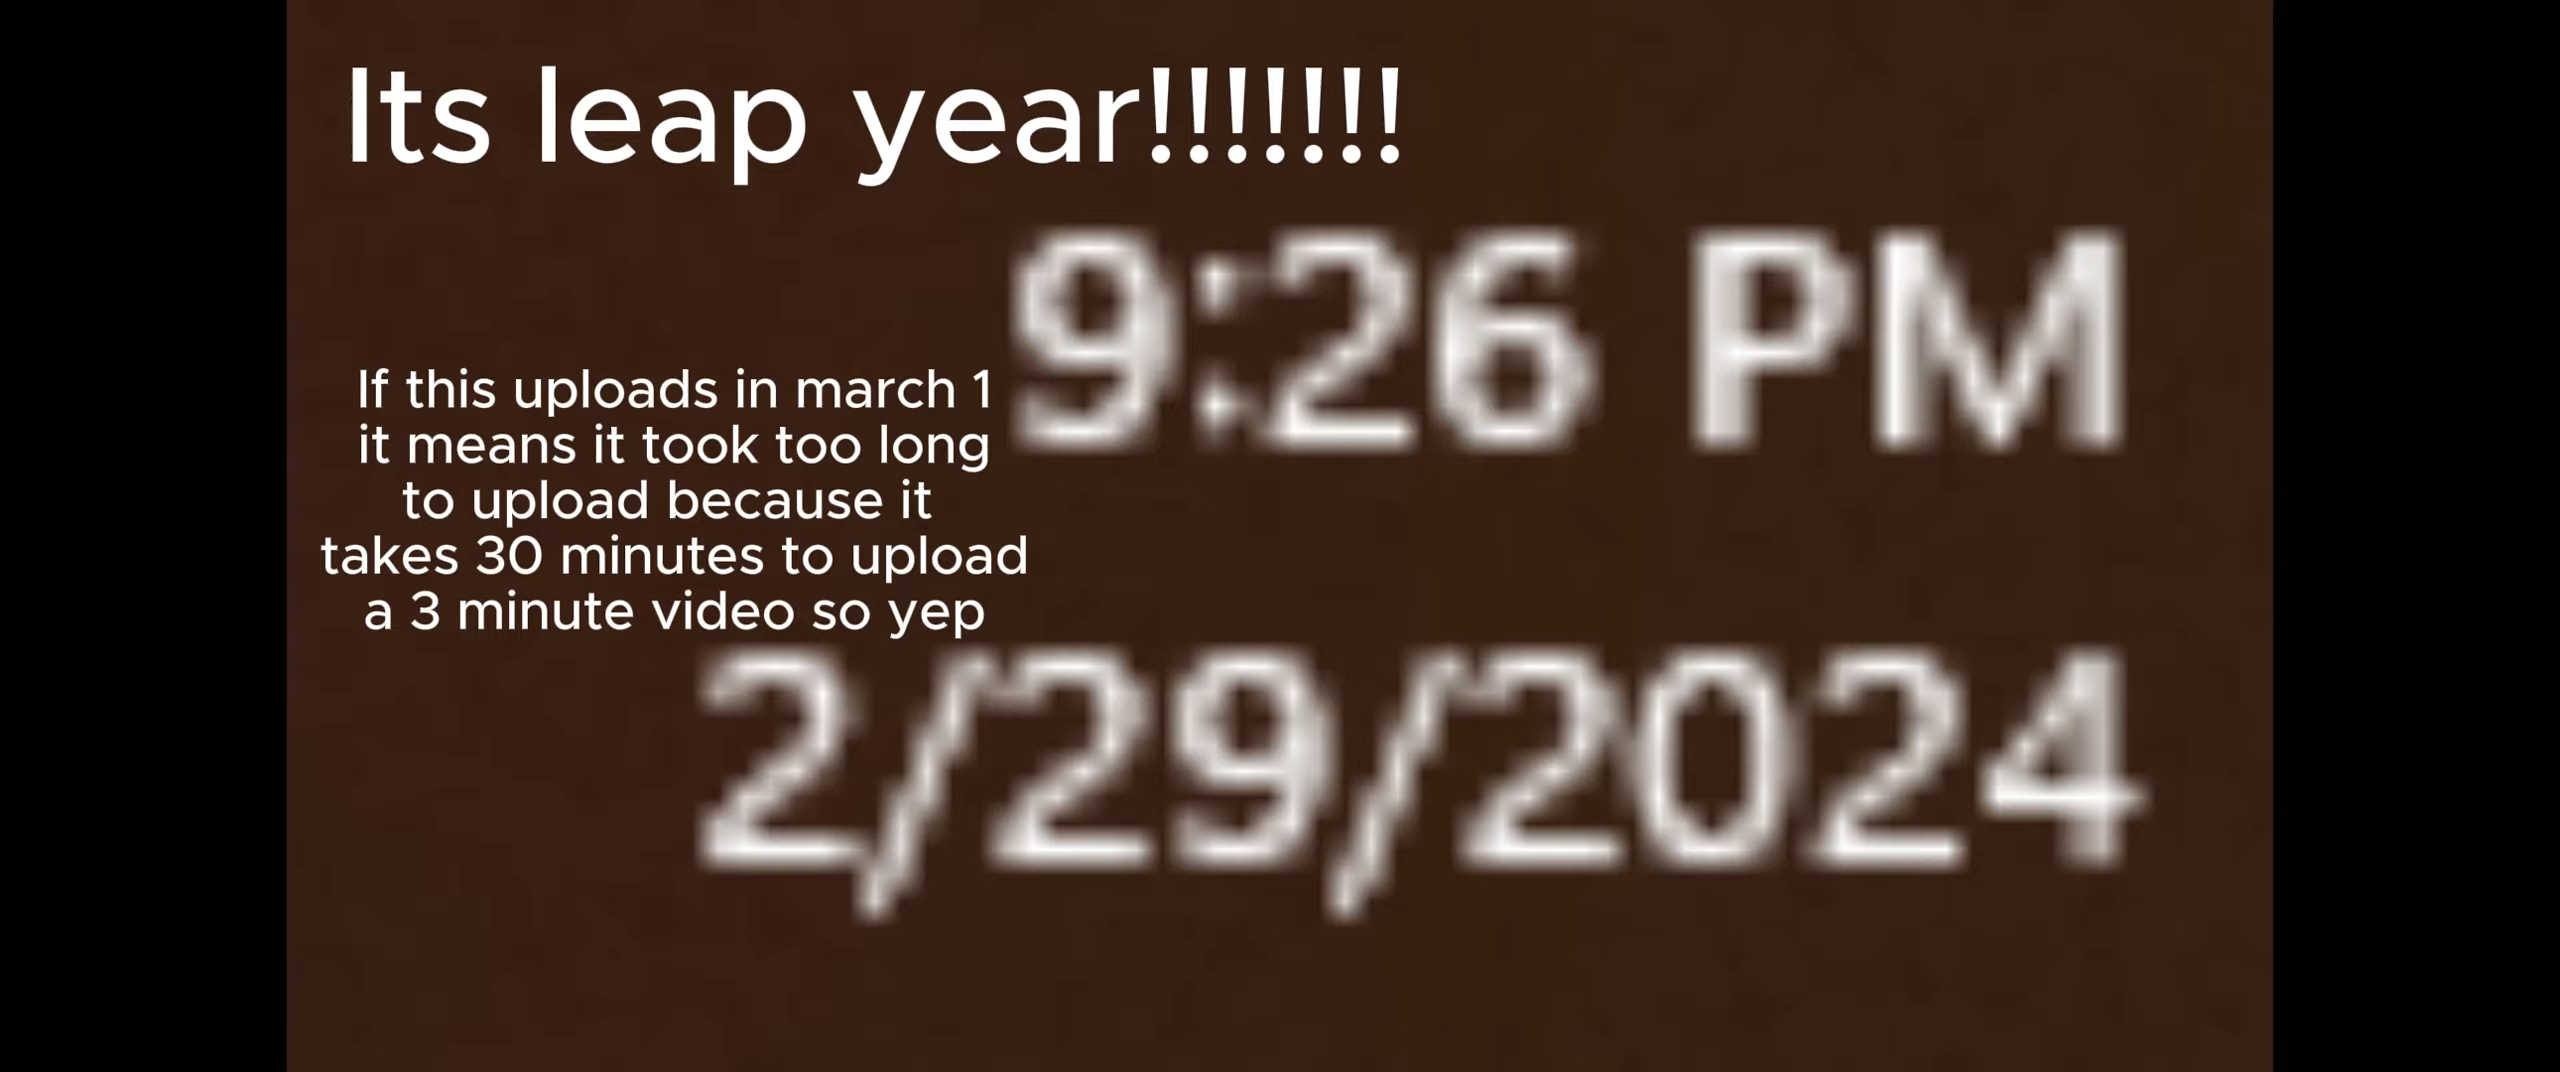 Its leap year!!!!!!!
9:26 PM
If this uploads in march 1
it means it took too long
to upload because it
takes 30 minutes to upload
a 3 minute video so yep
2/29/2024